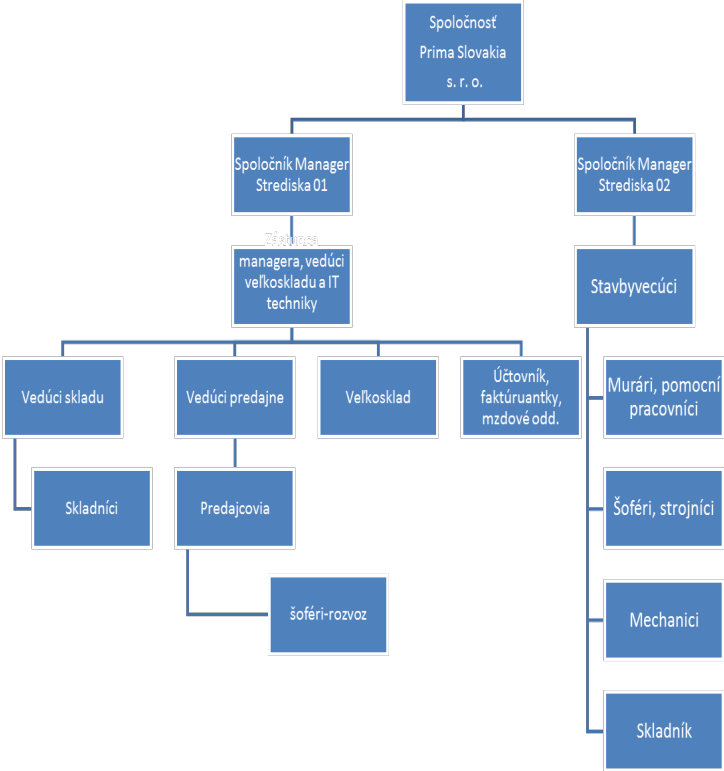 Spoločnosť
Prima Slovakia
s. r. o.
Spoločník Manager
Strediska 01
Spoločník Manager
Strediska 02
Zástupca
managera, vedúci
veľkoskladu a IT
techniky
Stavbyvecúci
Vedúci skladu
Vedúci predajne
Veľkosklad
Účtovník,
faktúruantky,
mzdové odd.
Murári, pomocní
pracovníci
Skladníci
Predajcovia
Šoféri, strojníci
šoféri-rozvoz
Mechanici
Skladník